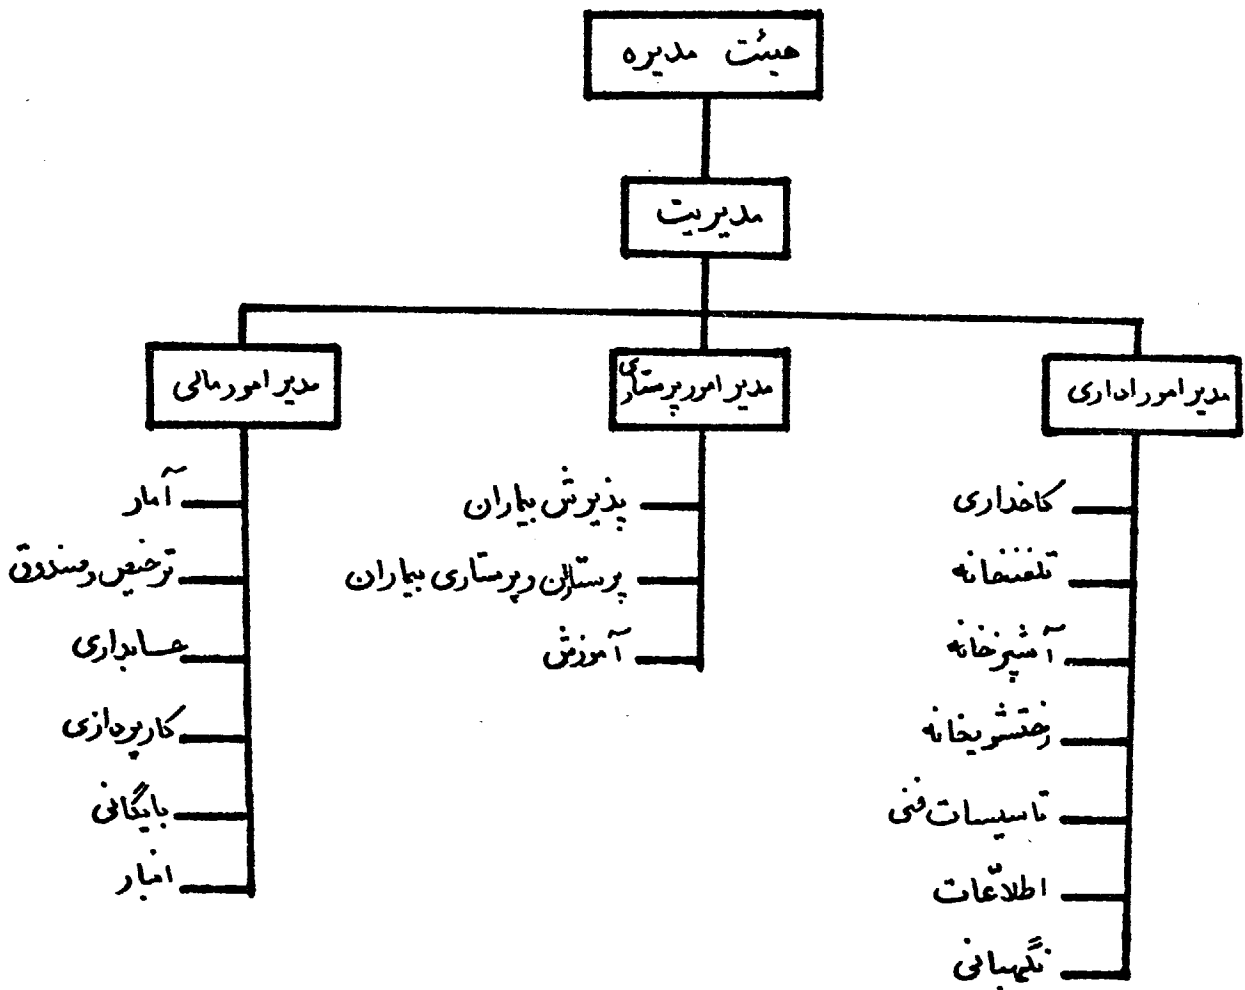 هیئت مدیره
مدیریت
مدیر امور اداری
مدیر امور پرستاری
مدیر امور مالی
کاخداری
تلفنخانه
آشپزخانه
رختشویخانه
تاسیسات فنی
اطلاعات
نگهبانی
پذیرش بیماران
پرستاران و پرستاری بیماران
آموزش
آمار
ترخیص و صندوق
حسابداری
کارپردازی
بایگانی
انبار